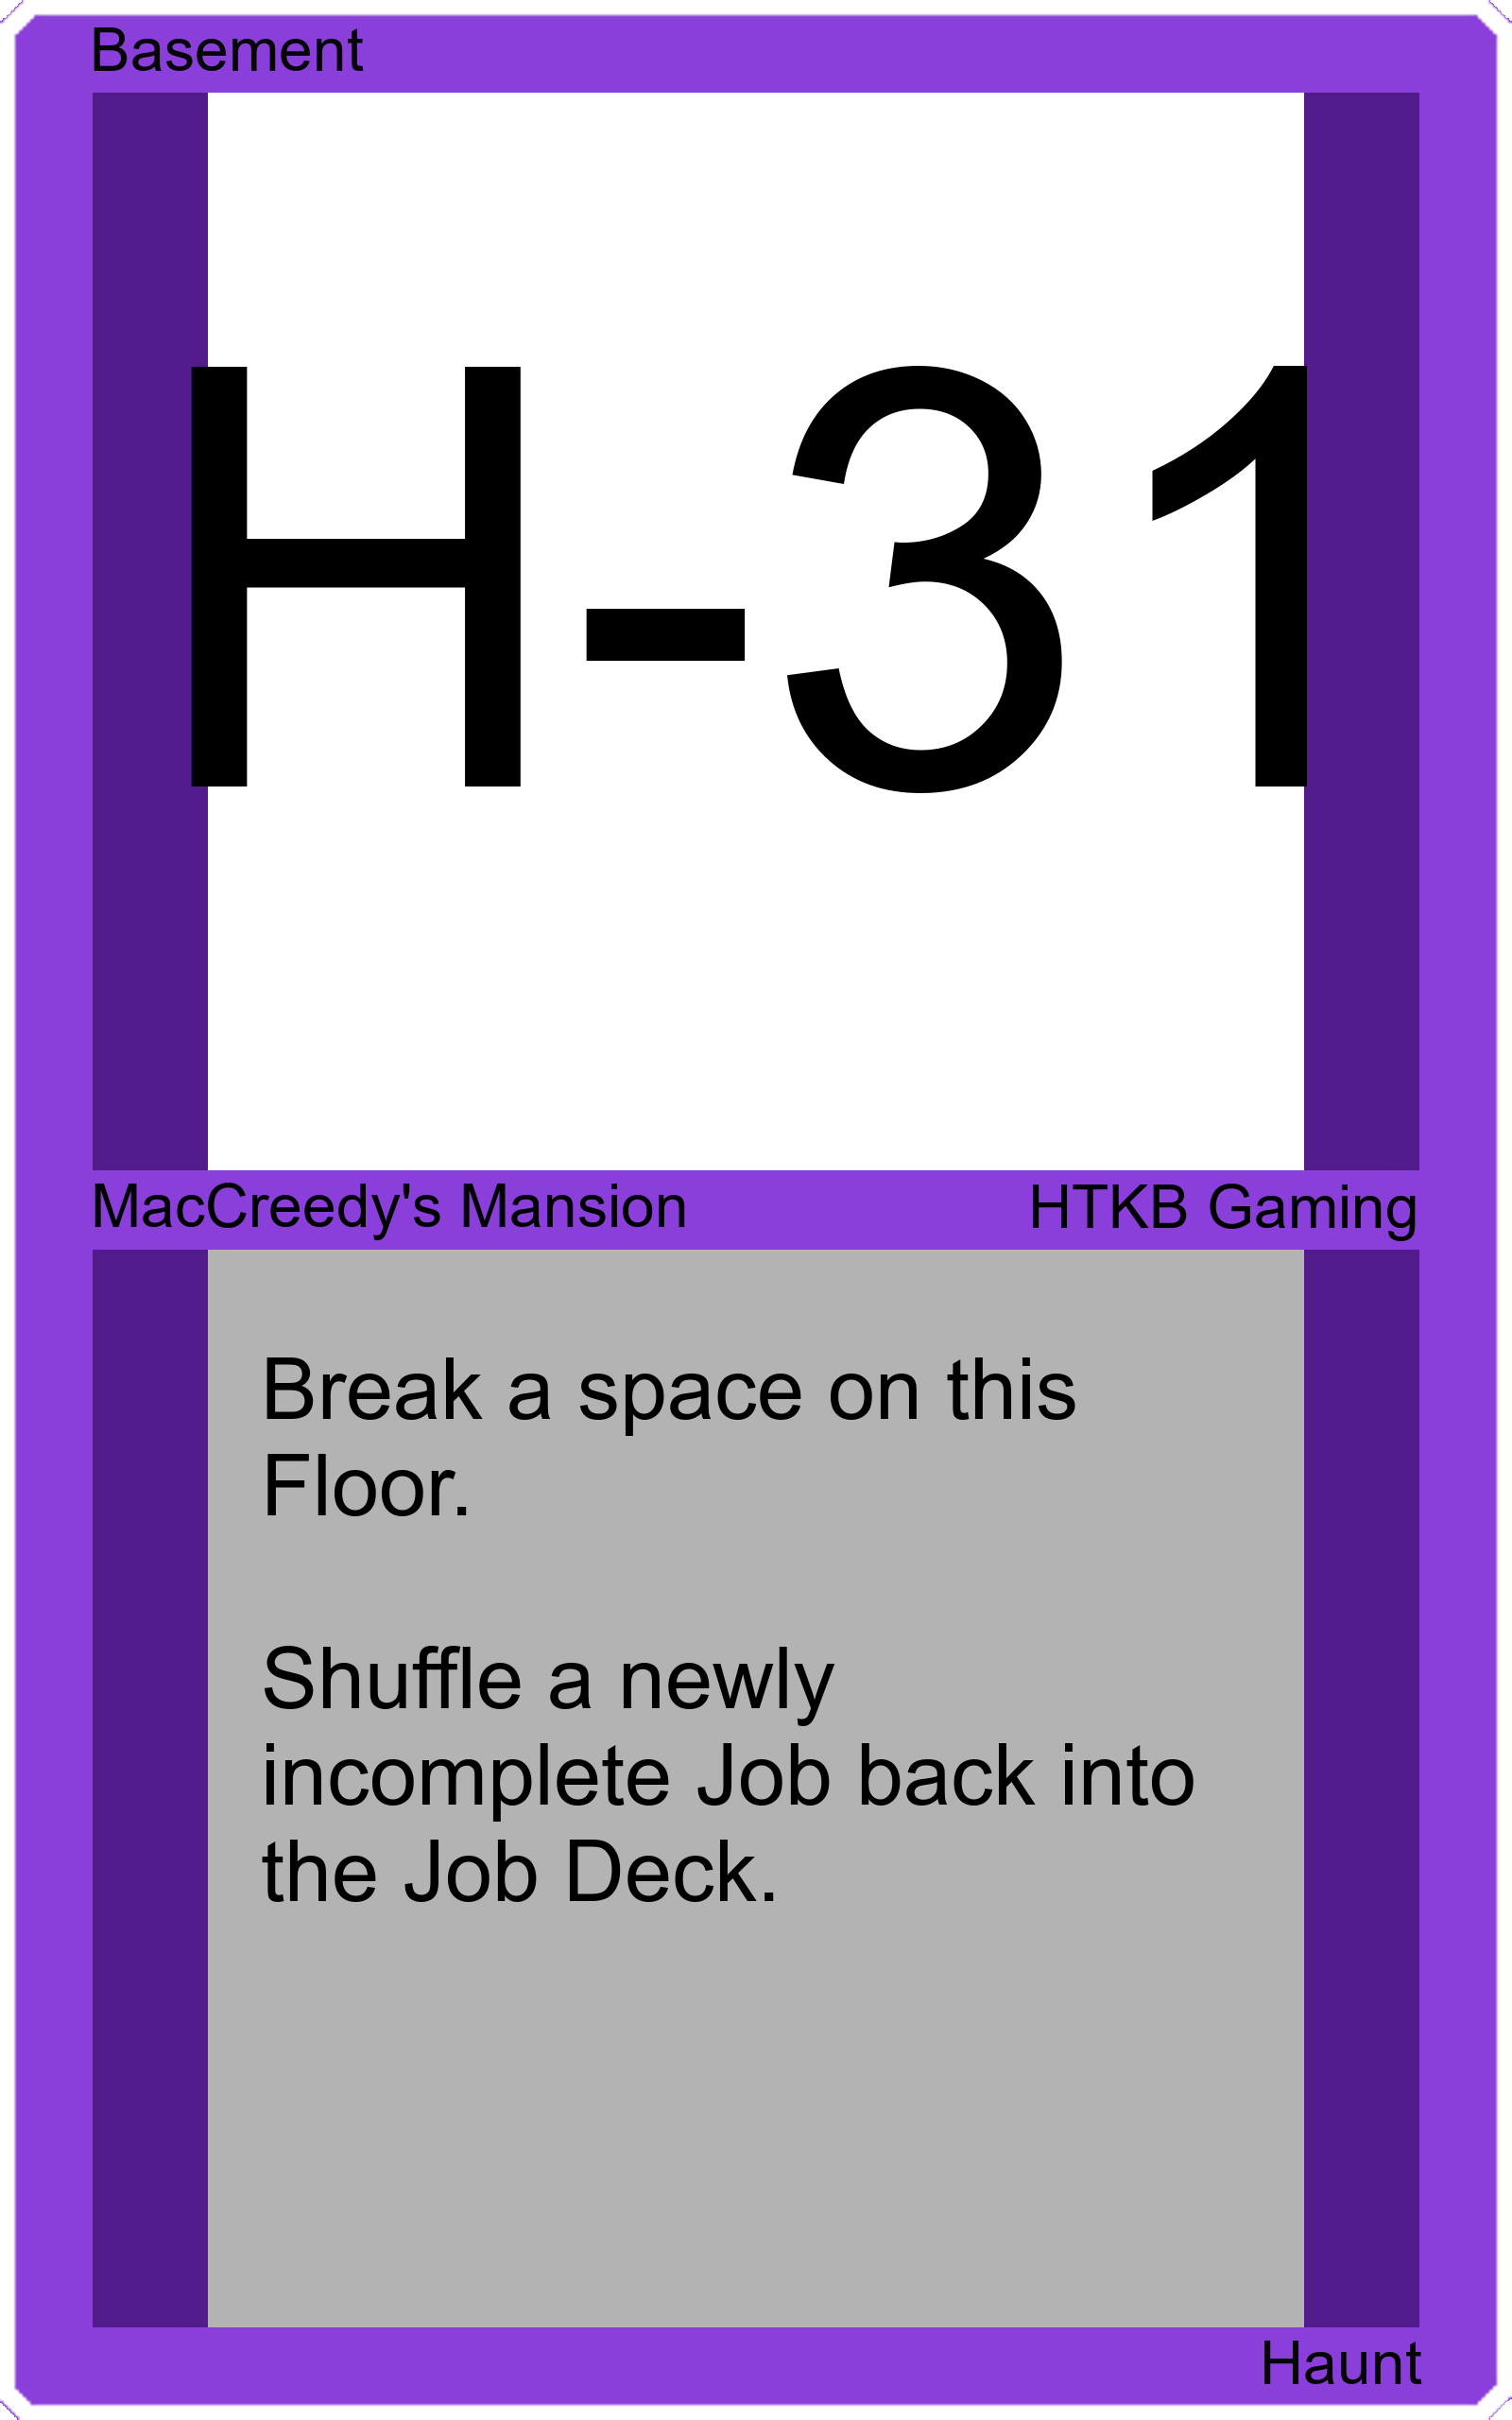 Basement
H-31
MacCreedy's Mansion
HTKB Gaming
Break a space on this
Floor.
Shuffle a newly
incomplete Job back into
the Job Deck.
Haunt